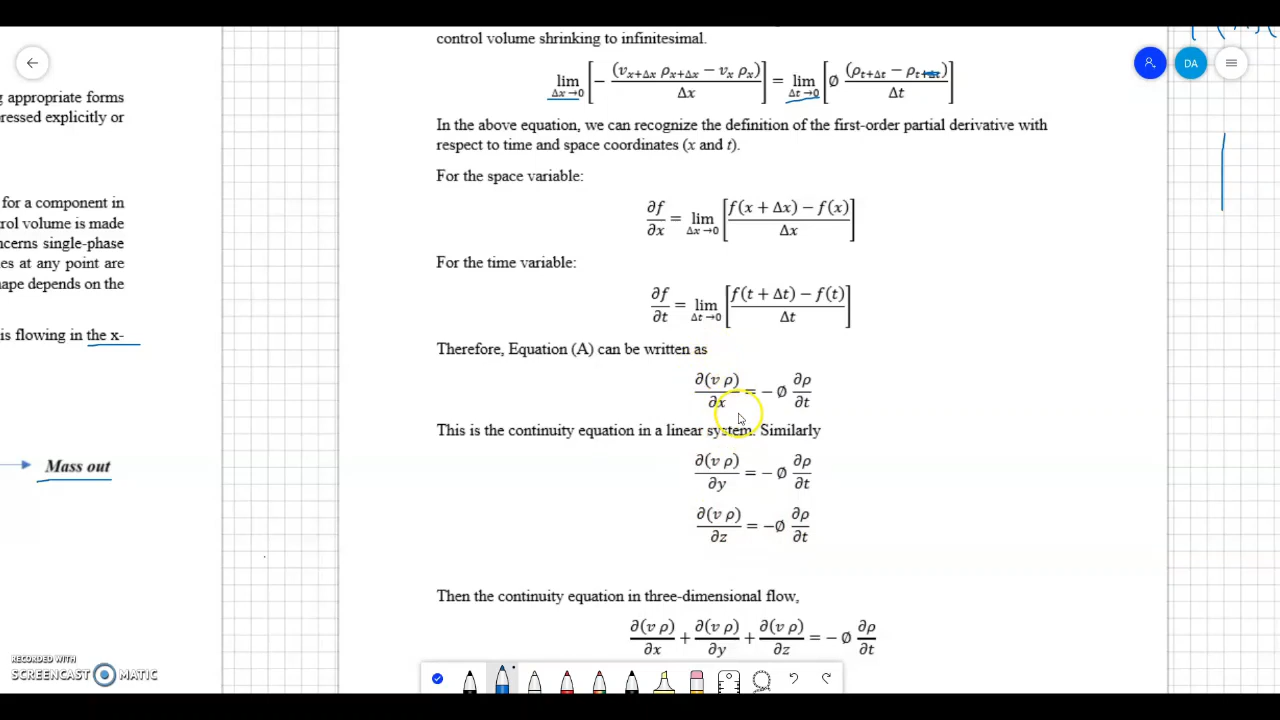 g appropriate forms
ressed explicitly or
for a component in
rol volume is made
ncerns single-phase
es at any point are
hape depends on the
is flowing in the x-
Mass out
control volume shrinking to infinitesimal.
lim Δx→0 [− (v_{x+Δx} ρ_{x+Δx} − v_x ρ_x) / Δx] = lim Δt→0 [∅ (ρ_{t+Δt} − ρ_t) / Δt]
In the above equation, we can recognize the definition of the first-order partial derivative with
respect to time and space coordinates (x and t).
For the space variable:
∂f/∂x = lim Δx→0 [f(x + Δx) − f(x) / Δx]
For the time variable:
∂f/∂t = lim Δt→0 [f(t + Δt) − f(t) / Δt]
Therefore, Equation (A) can be written as
∂(v ρ)/∂x = − ∅ ∂ρ/∂t
This is the continuity equation in a linear system. Similarly
∂(v ρ)/∂y = − ∅ ∂ρ/∂t
∂(v ρ)/∂z = −∅ ∂ρ/∂t
Then the continuity equation in three-dimensional flow,
∂(v ρ)/∂x + ∂(v ρ)/∂y + ∂(v ρ)/∂z = − ∅ ∂ρ/∂t
DA
RECORDED WITH
SCREENCAST MATIC